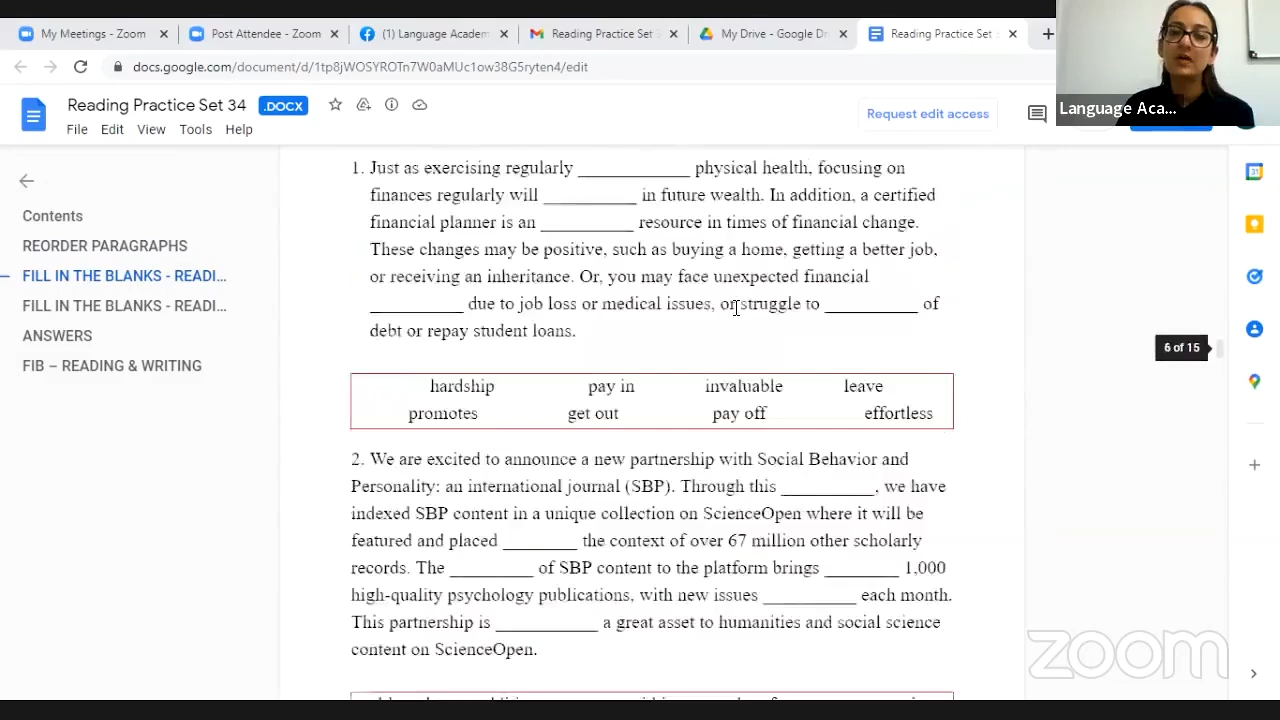 My Meetings - Zoom
Post Attendee - Zoom
(1) Language Academ
Reading Practice Set
My Drive - Google Dr
Reading Practice Set
docs.google.com/document/d/1tp8jWOSYROTn7W0aMUc1ow38G5ryten4/edit
Language Aca...
Reading Practice Set 34
.DOCX
Request edit access
File Edit View Tools Help
Contents
REORDER PARAGRAPHS
FILL IN THE BLANKS - READI...
FILL IN THE BLANKS - READI...
ANSWERS
FIB – READING & WRITING
1. Just as exercising regularly ____________ physical health, focusing on
finances regularly will __________ in future wealth. In addition, a certified
financial planner is an __________ resource in times of financial change.
These changes may be positive, such as buying a home, getting a better job,
or receiving an inheritance. Or, you may face unexpected financial
__________ due to job loss or medical issues, or struggle to __________ of
debt or repay student loans.
hardship pay in invaluable leave
promotes get out pay off effortless
2. We are excited to announce a new partnership with Social Behavior and
Personality: an international journal (SBP). Through this __________, we have
indexed SBP content in a unique collection on ScienceOpen where it will be
featured and placed ________ the context of over 67 million other scholarly
records. The _________ of SBP content to the platform brings ________ 1,000
high-quality psychology publications, with new issues __________ each month.
This partnership is ___________ a great asset to humanities and social science
content on ScienceOpen.
6 of 15
31
zoom